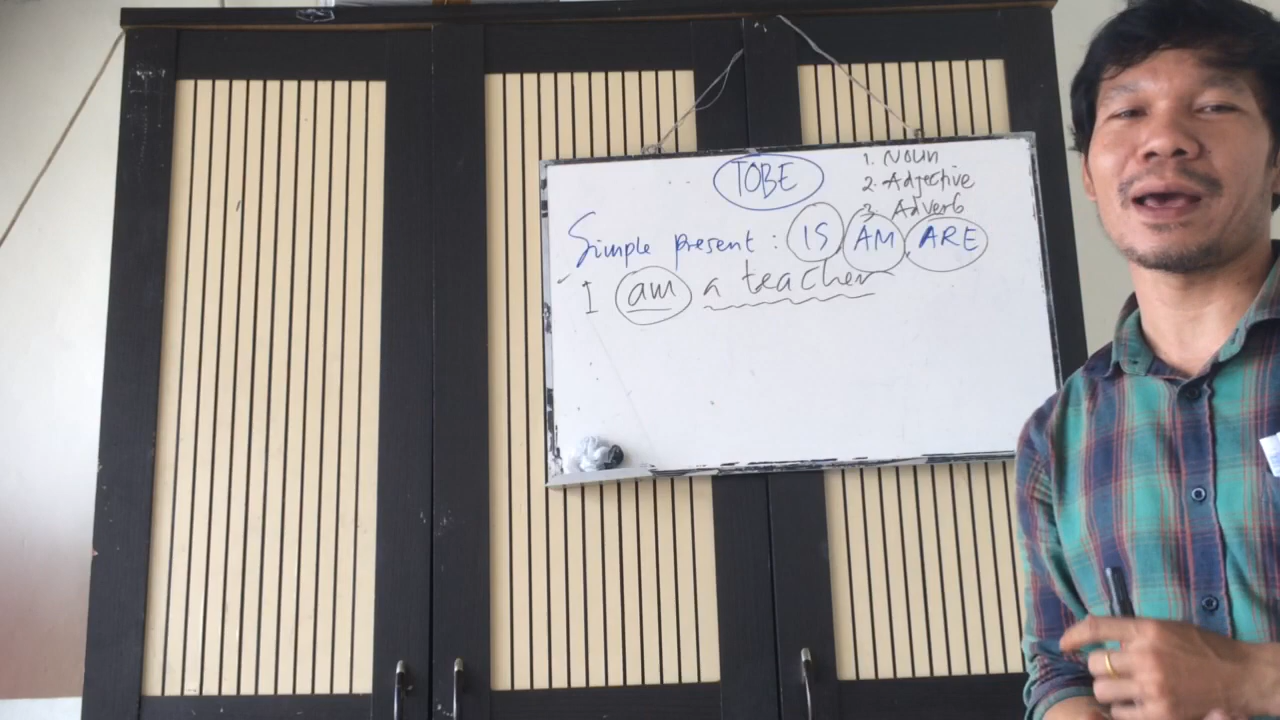 TOBE
1. Noun
2. Adjective
3. Adverb
Simple present : IS AM ARE
I am a teacher